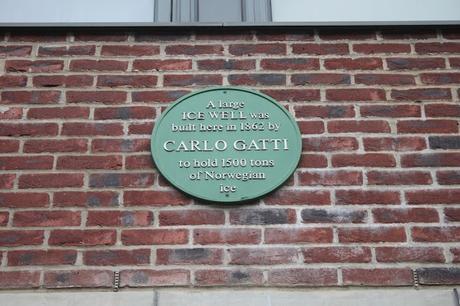 A large
ICE WELL was
built here in 1862 by
CARLO GATTI
to hold 1500 tons
of Norwegian
ice